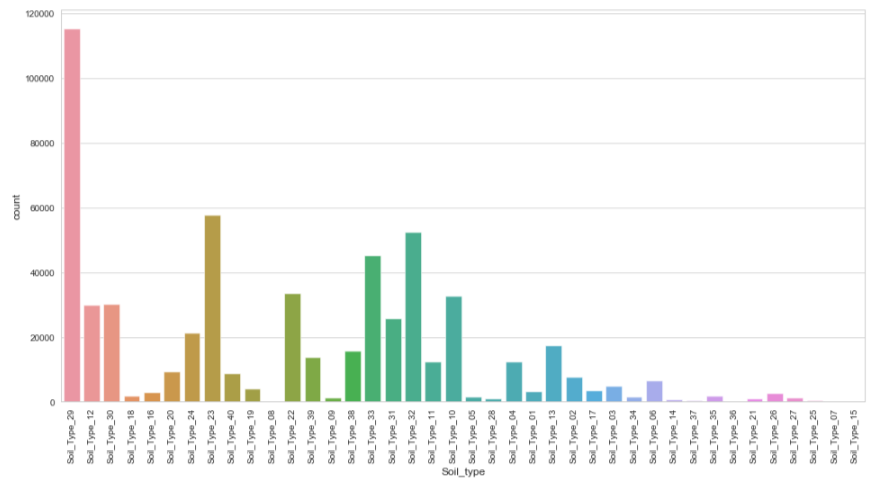 120000
100000
80000
60000
40000
20000
0
count
Soil_Type_29
Soil_Type_12
Soil_Type_30
Soil_Type_18
Soil_Type_16
Soil_Type_20
Soil_Type_24
Soil_Type_23
Soil_Type_40
Soil_Type_19
Soil_Type_08
Soil_Type_22
Soil_Type_39
Soil_Type_09
Soil_Type_38
Soil_Type_33
Soil_Type_31
Soil_Type_32
Soil_Type_11
Soil_Type_10
Soil_Type_05
Soil_Type_28
Soil_Type_04
Soil_Type_01
Soil_Type_13
Soil_Type_02
Soil_Type_17
Soil_Type_03
Soil_Type_34
Soil_Type_06
Soil_Type_14
Soil_Type_37
Soil_Type_35
Soil_Type_36
Soil_Type_21
Soil_Type_26
Soil_Type_27
Soil_Type_25
Soil_Type_07
Soil_Type_15
Soil_type